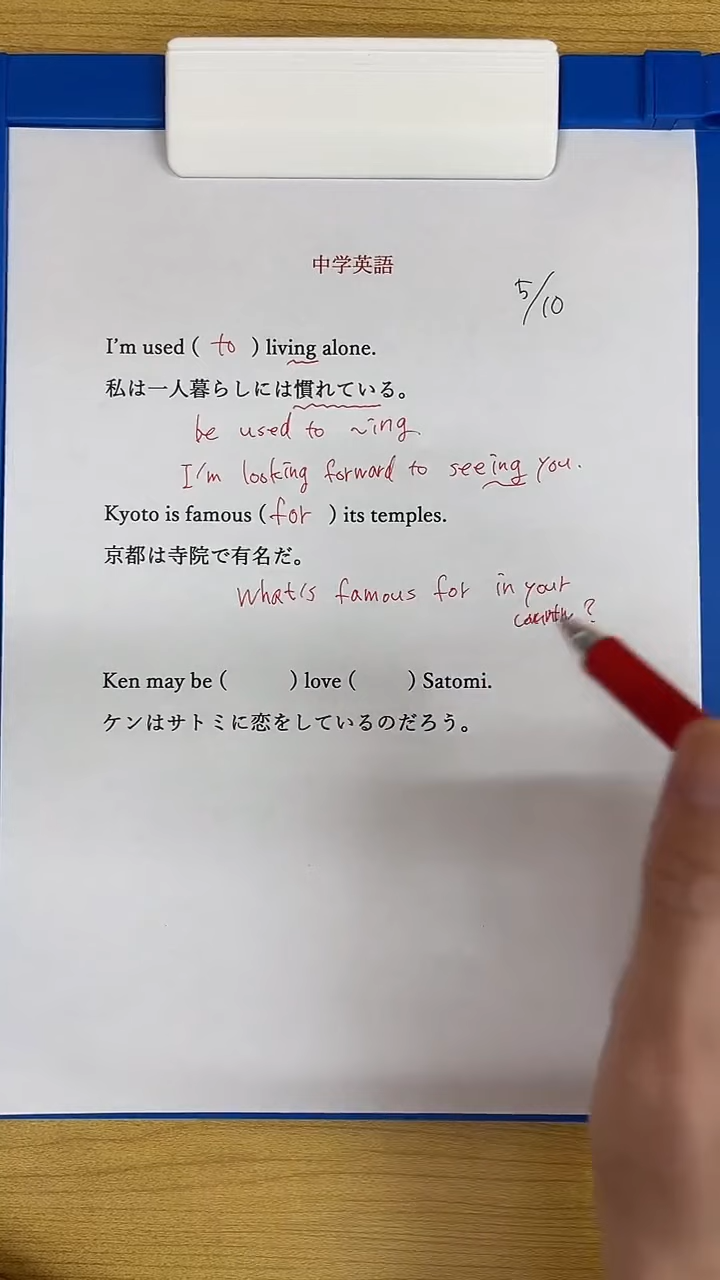 中学英語
5/10
I'm used ( to ) living alone.
私は一人暮らしには慣れている。
be used to ~ing.
I'm looking forward to seeing you.
Kyoto is famous ( for ) its temples.
京都は寺院で有名だ。
What's famous for in your
?
Ken may be ( ) love ( ) Satomi.
ケンはサトミに恋をしているのだろう。